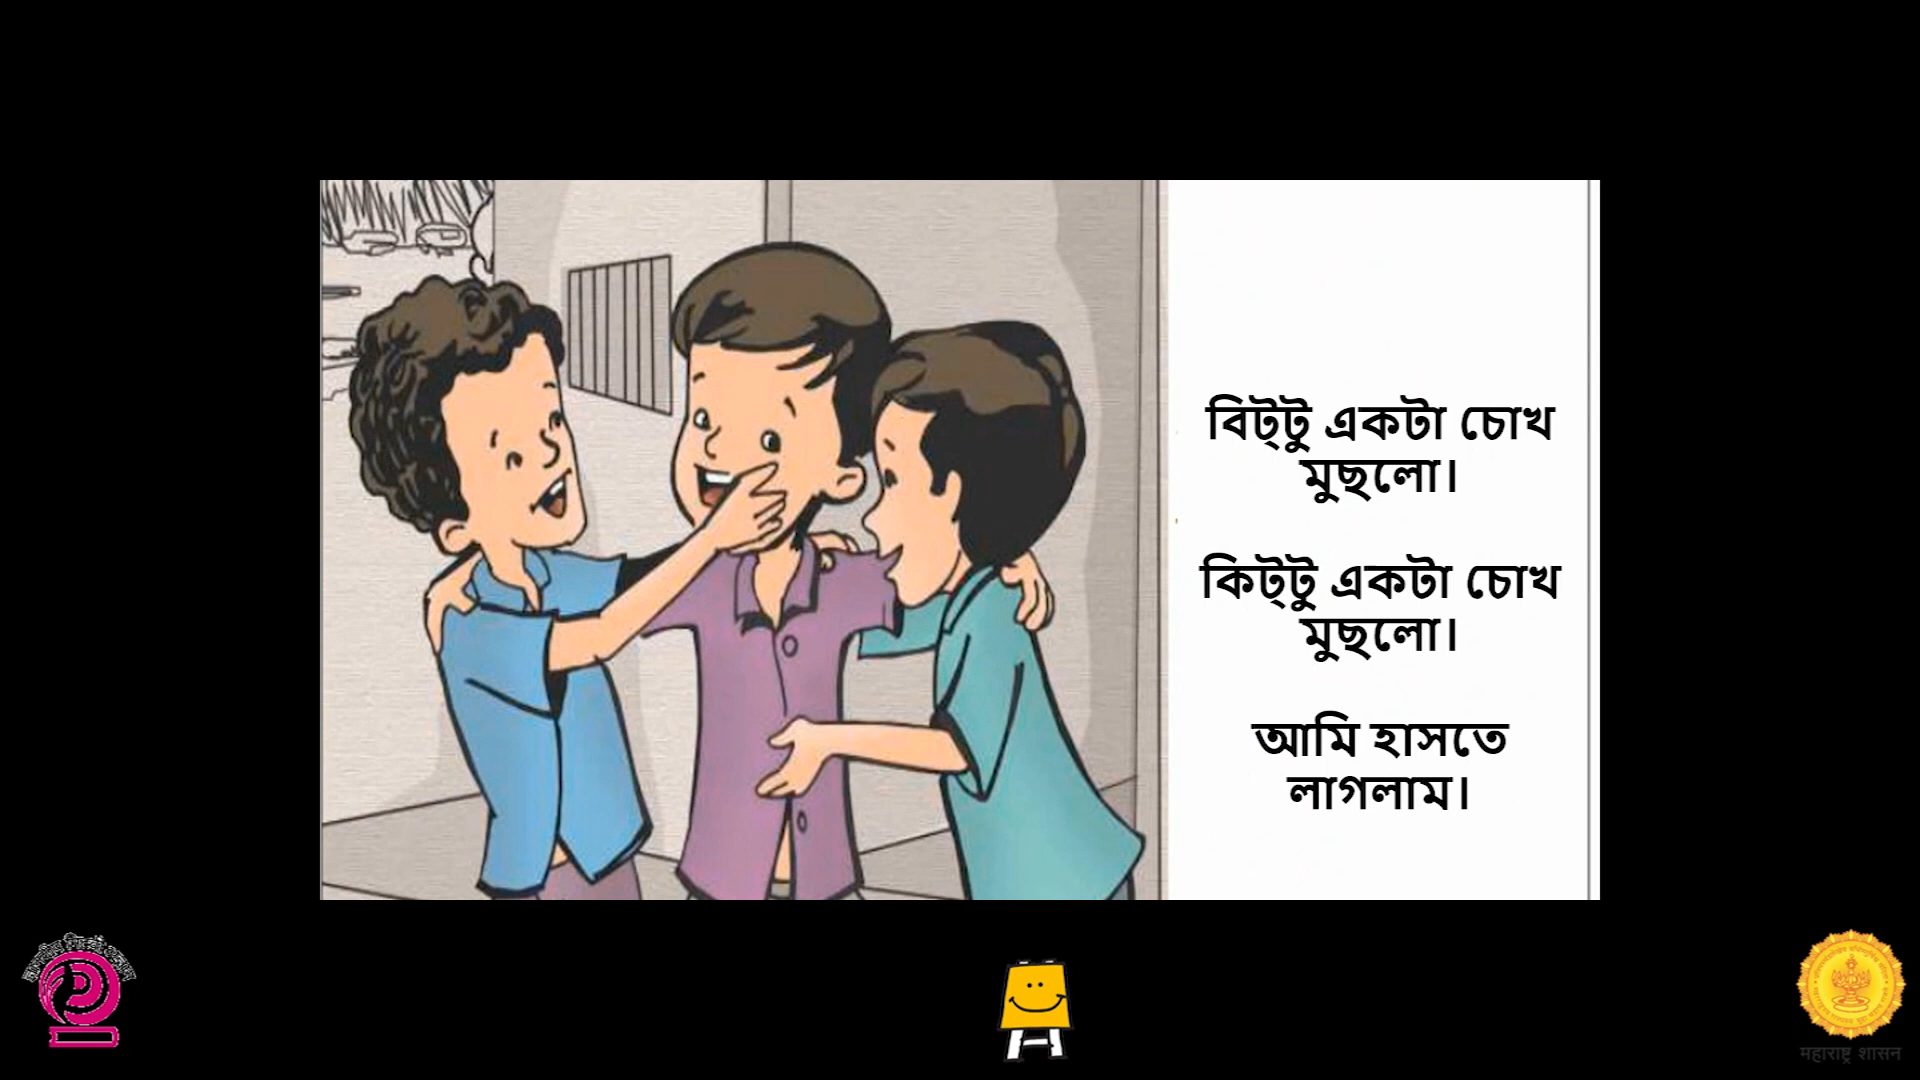 বিট্টু একটা চোখ
মুছলো।
কিট্টু একটা চোখ
মুছলো।
আমি হাসতে
লাগলাম।
महाराष्ट्र शासन